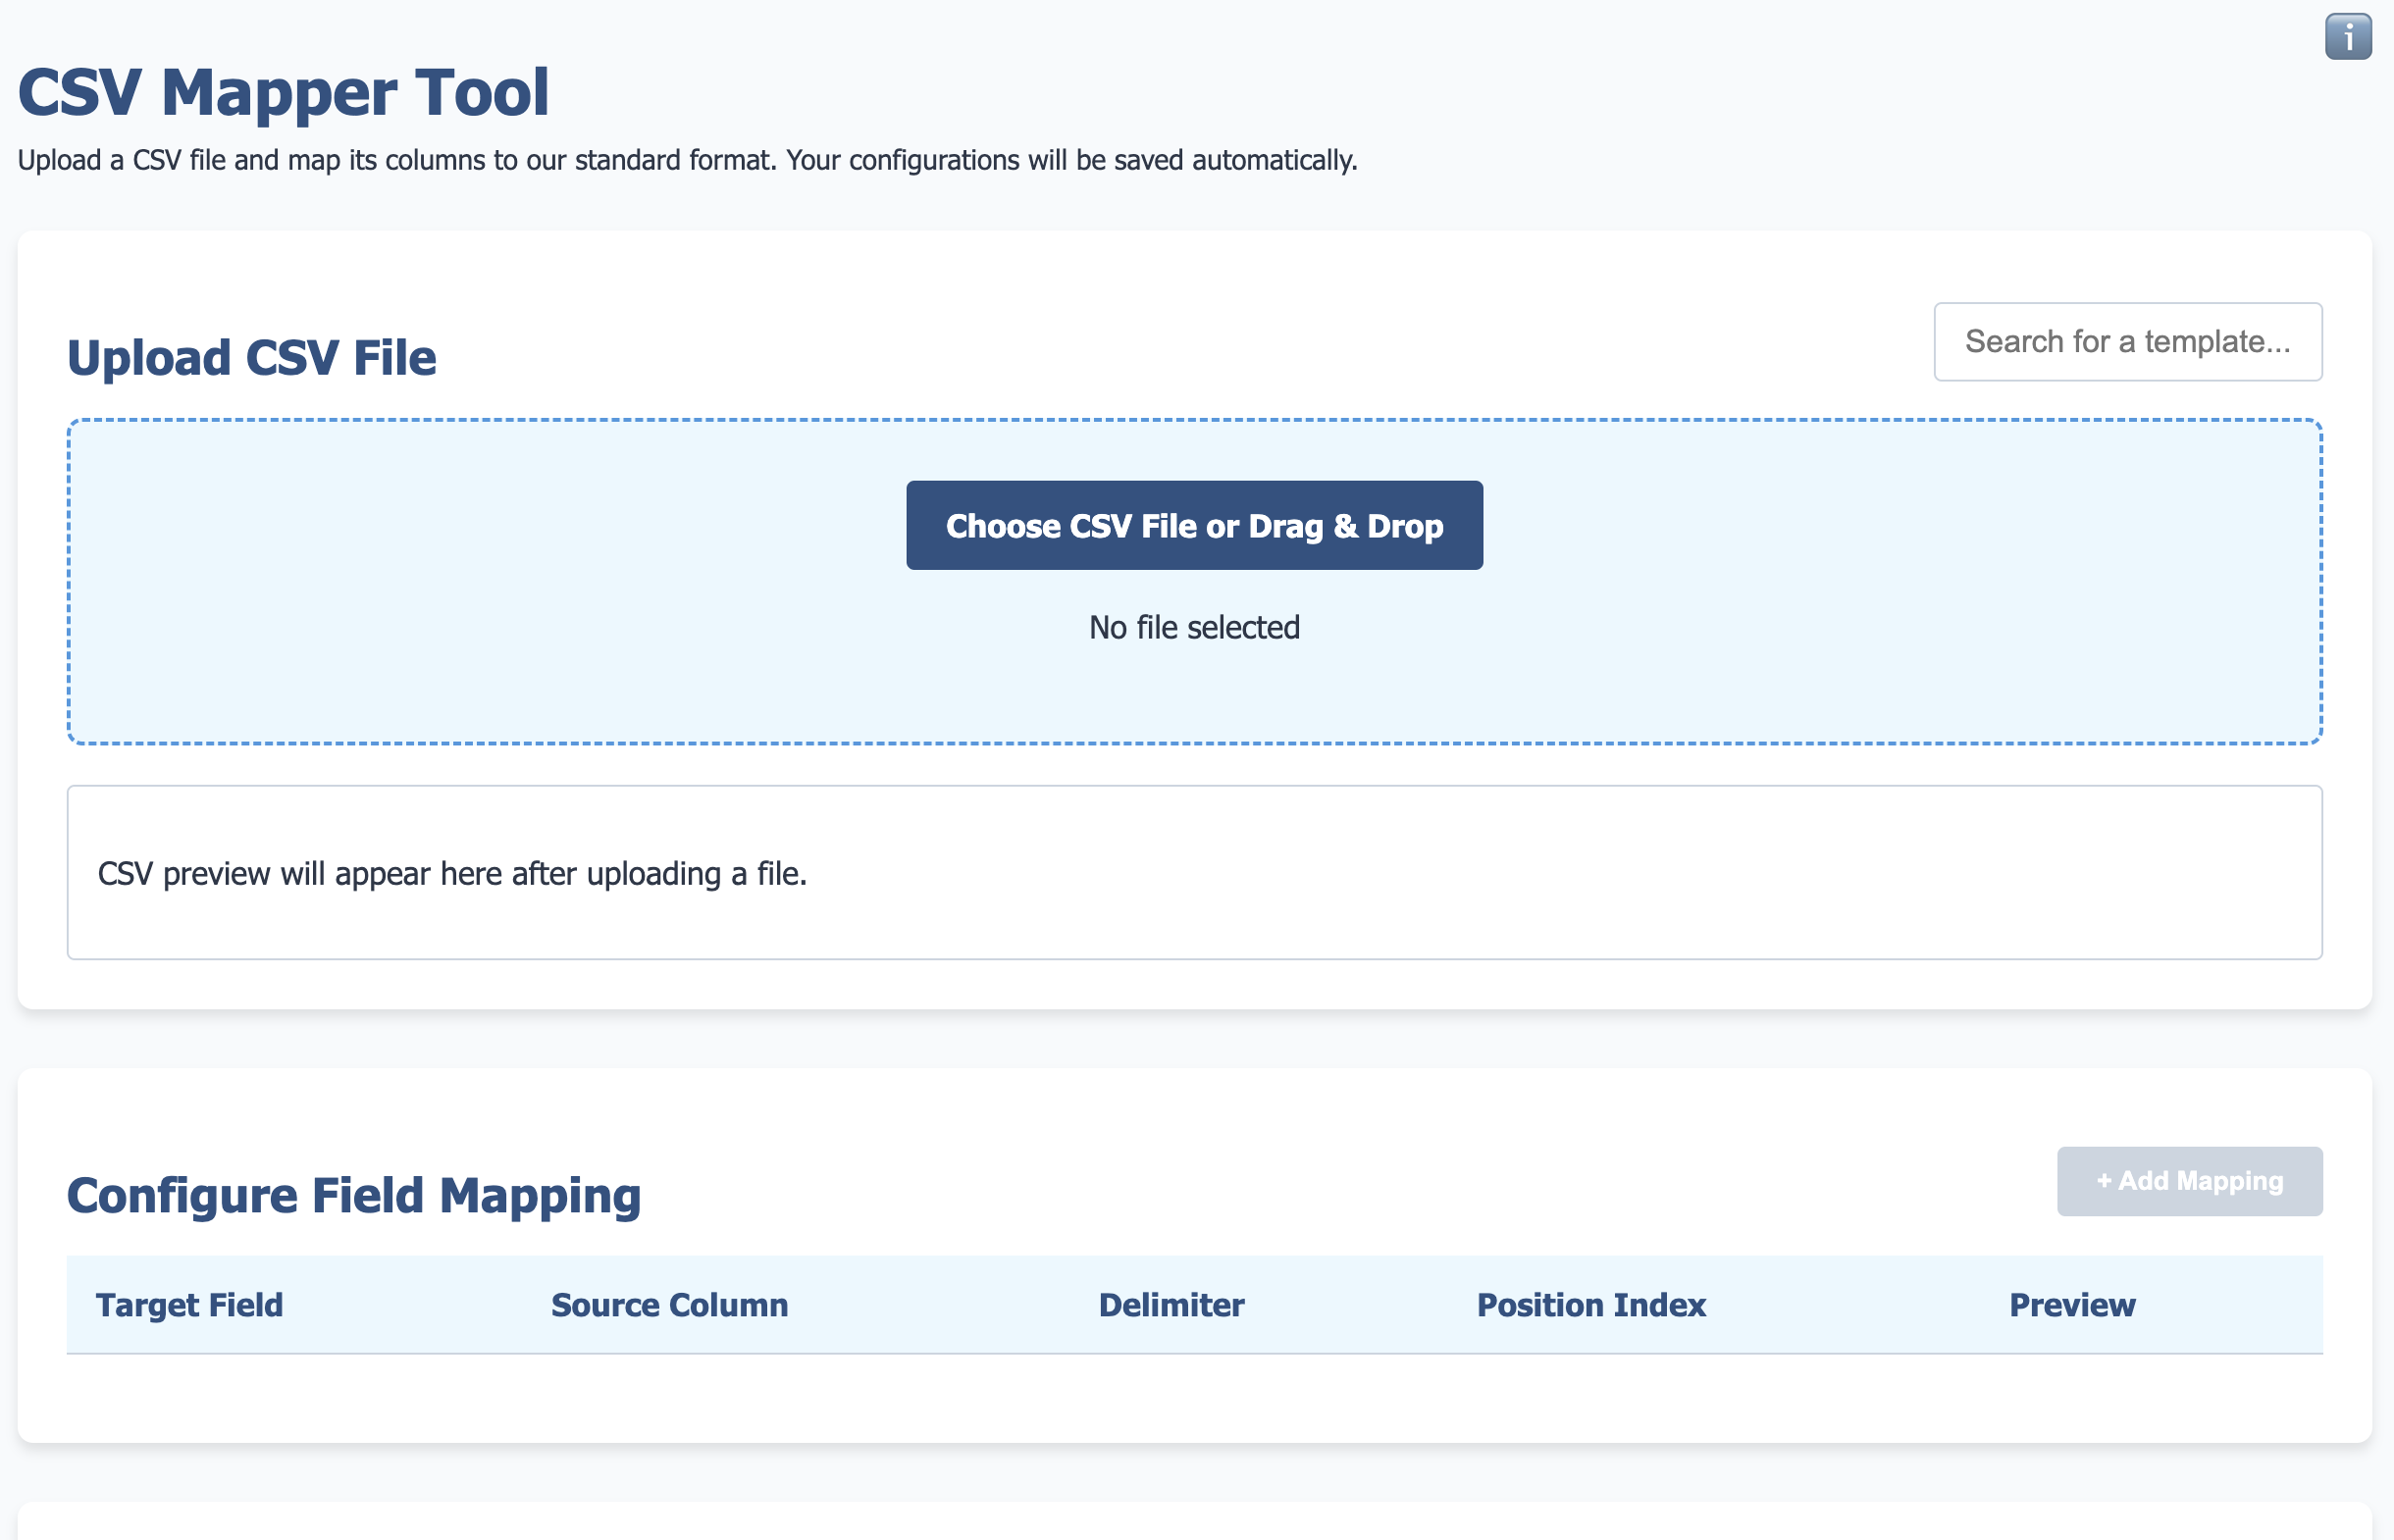 i
CSV Mapper Tool
Upload a CSV file and map its columns to our standard format. Your configurations will be saved automatically.
Upload CSV File
Search for a template...
Choose CSV File or Drag & Drop
No file selected
CSV preview will appear here after uploading a file.
Configure Field Mapping
+ Add Mapping
Target Field Source Column Delimiter Position Index Preview